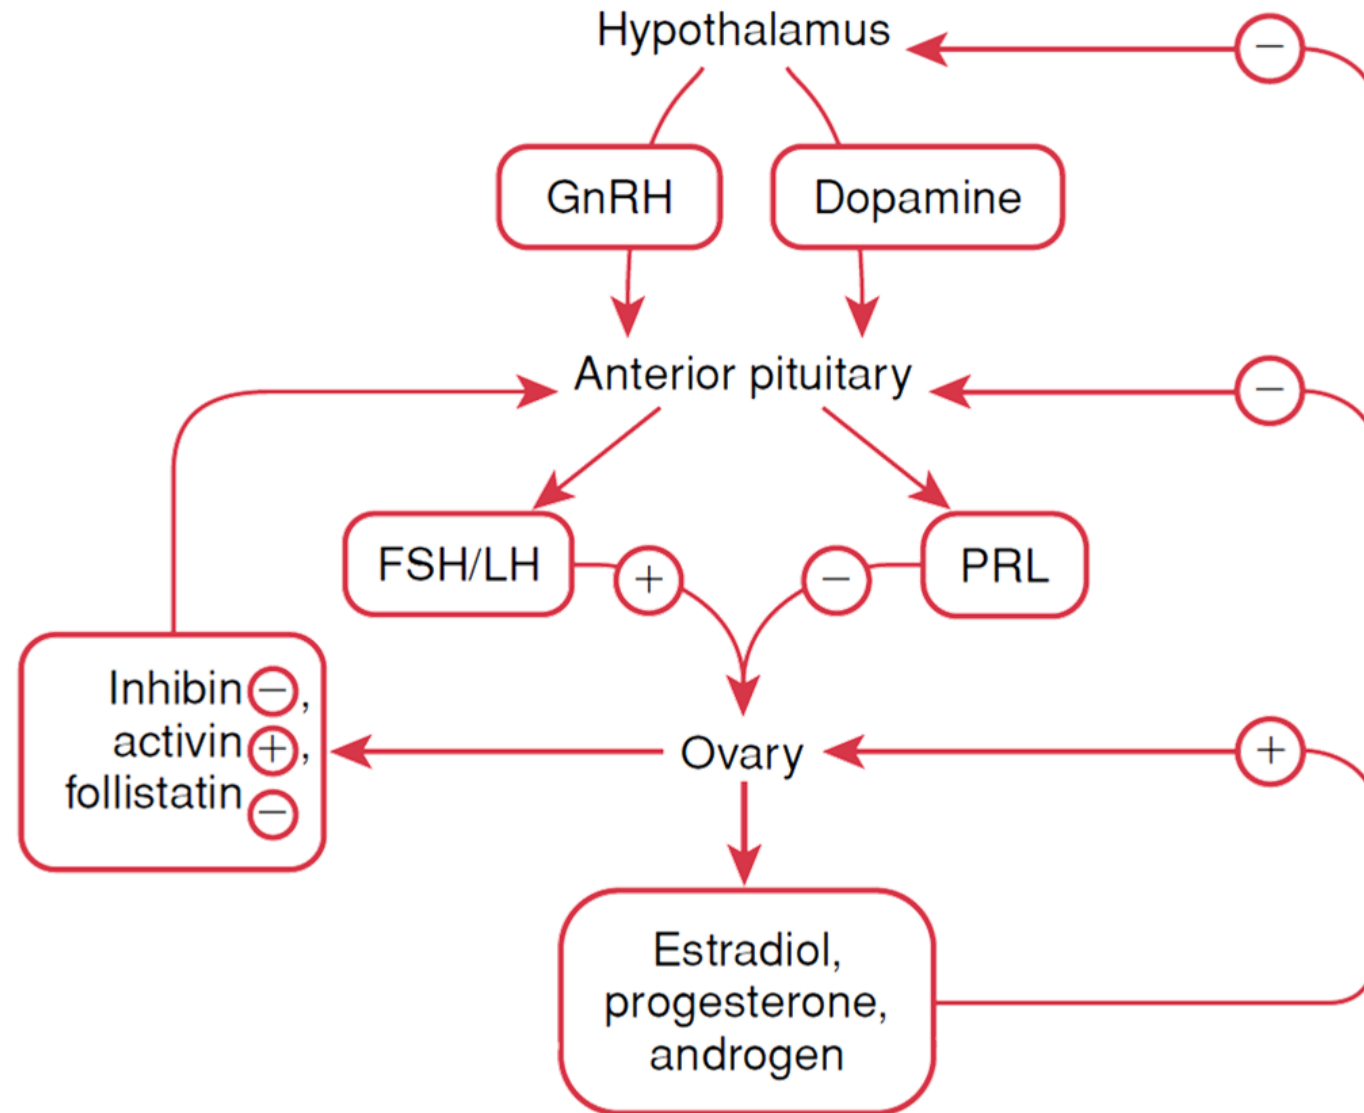 Hypothalamus
−
GnRH
Dopamine
Anterior pituitary
−
FSH/LH
+
−
PRL
Inhibin −,
activin +,
follistatin −
Ovary
+
Estradiol,
progesterone,
androgen